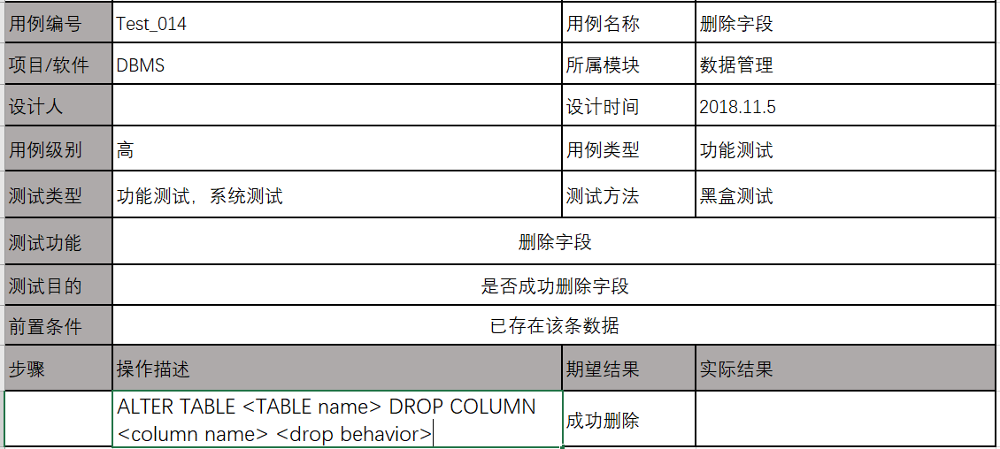 用例编号 Test_014 用例名称 删除字段
项目/软件 DBMS 所属模块 数据管理
设计人 设计时间 2018.11.5
用例级别 高 用例类型 功能测试
测试类型 功能测试，系统测试 测试方法 黑盒测试
测试功能 删除字段
测试目的 是否成功删除字段
前置条件 已存在该条数据
步骤 操作描述 期望结果 实际结果
ALTER TABLE <TABLE name> DROP COLUMN
<column name> <drop behavior>
成功删除